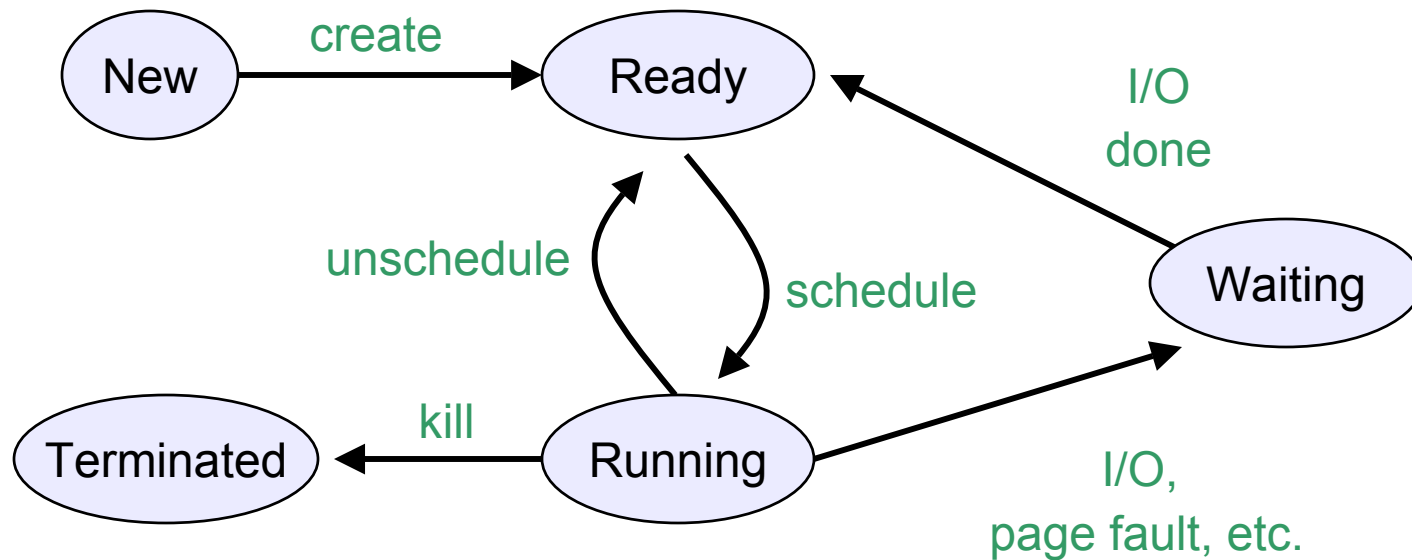 create
New
Ready
I/O
done
unschedule
schedule
Waiting
kill
Terminated
Running
I/O,
page fault, etc.